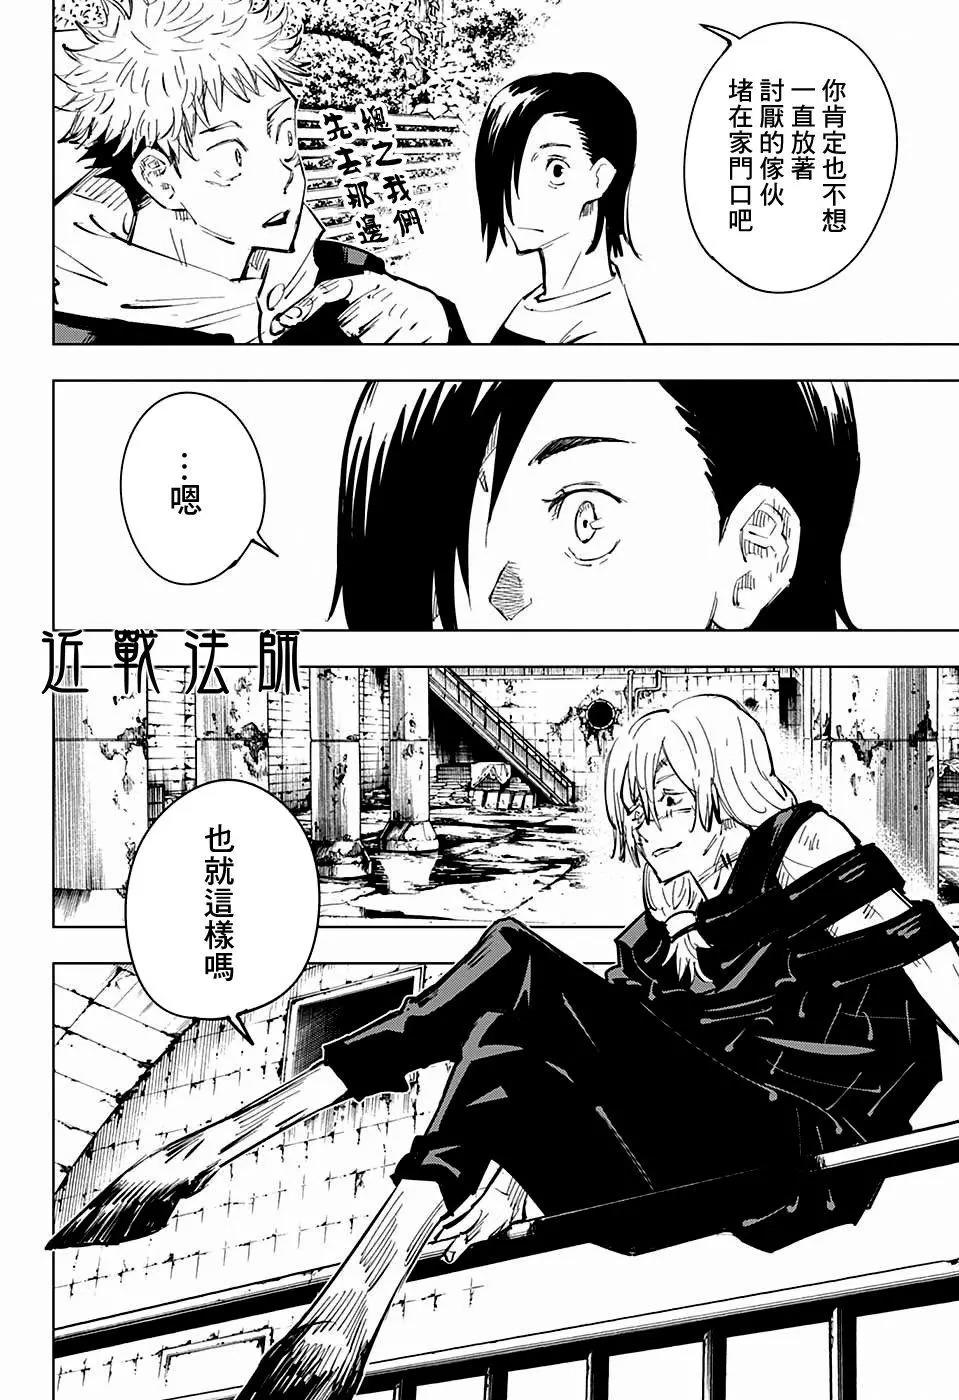 你肯定也不想
一直放著
討厭的傢伙
堵在家門口吧
總之我們
先去那邊
…嗯
近戰法師
也就這樣嗎